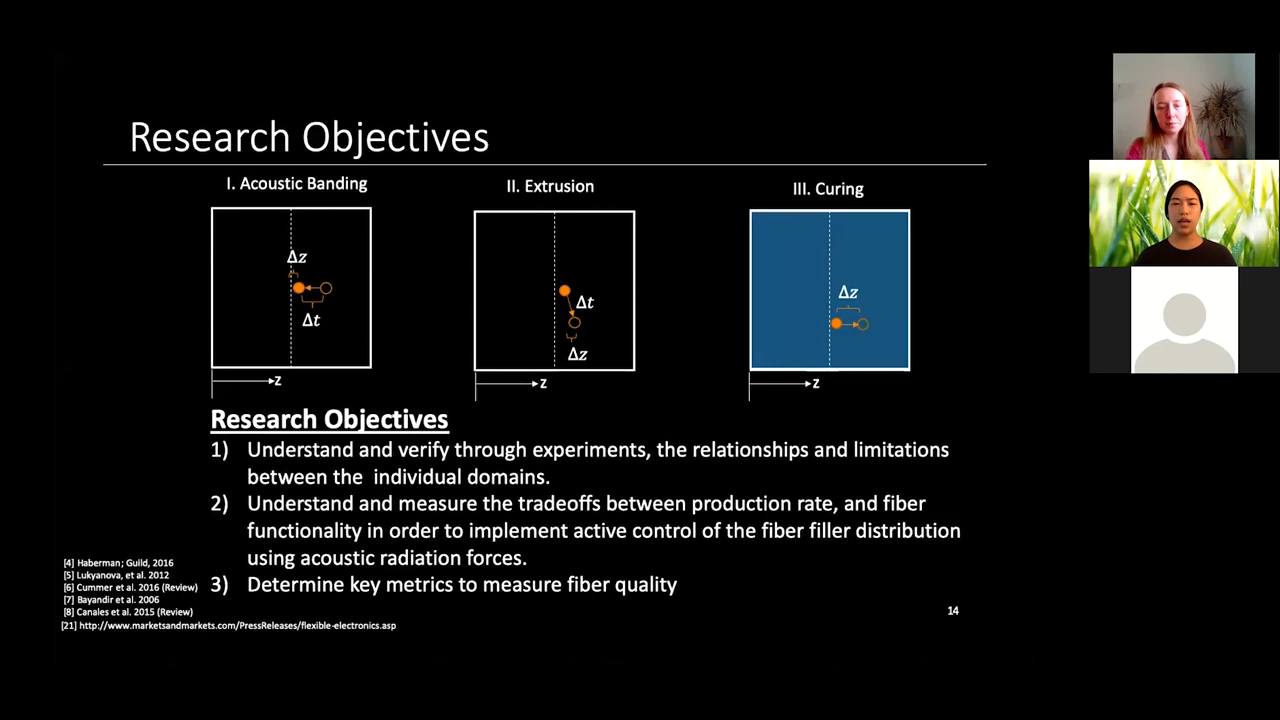 Research Objectives
I. Acoustic Banding
II. Extrusion
III. Curing
Δz
Δt
z
Δt
Δz
z
Δz
z
Research Objectives
1) Understand and verify through experiments, the relationships and limitations
between the individual domains.
2) Understand and measure the tradeoffs between production rate, and fiber
functionality in order to implement active control of the fiber filler distribution
using acoustic radiation forces.
3) Determine key metrics to measure fiber quality
[4] Haberman; Guild, 2016
[5] Lukyanova, et al. 2012
[6] Cummer et al. 2016 (Review)
[7] Bayandir et al. 2006
[8] Canales et al. 2015 (Review)
[21] http://www.marketsandmarkets.com/PressReleases/flexible-electronics.asp
14